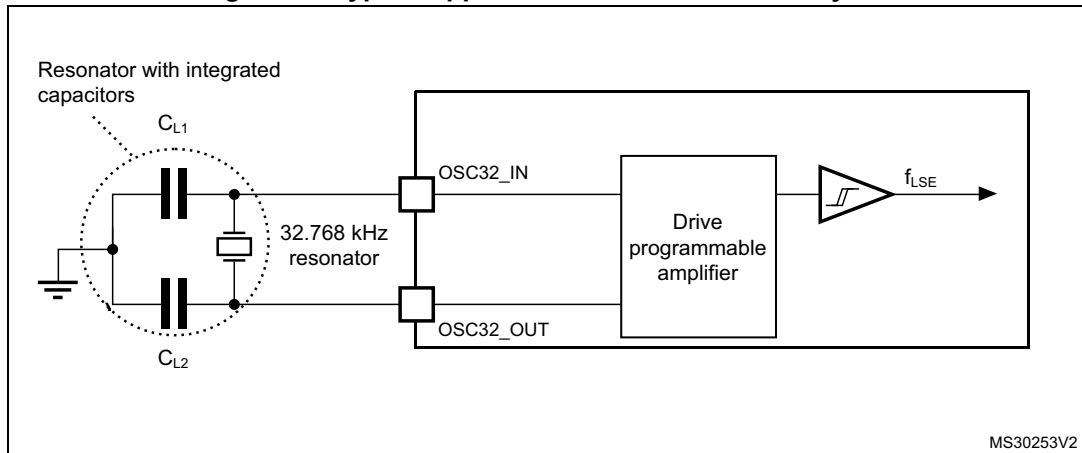 Resonator with integrated
capacitors
CL1
OSC32_IN
fLSE
32.768 kHz
resonator
Drive
programmable
amplifier
OSC32_OUT
CL2
MS30253V2